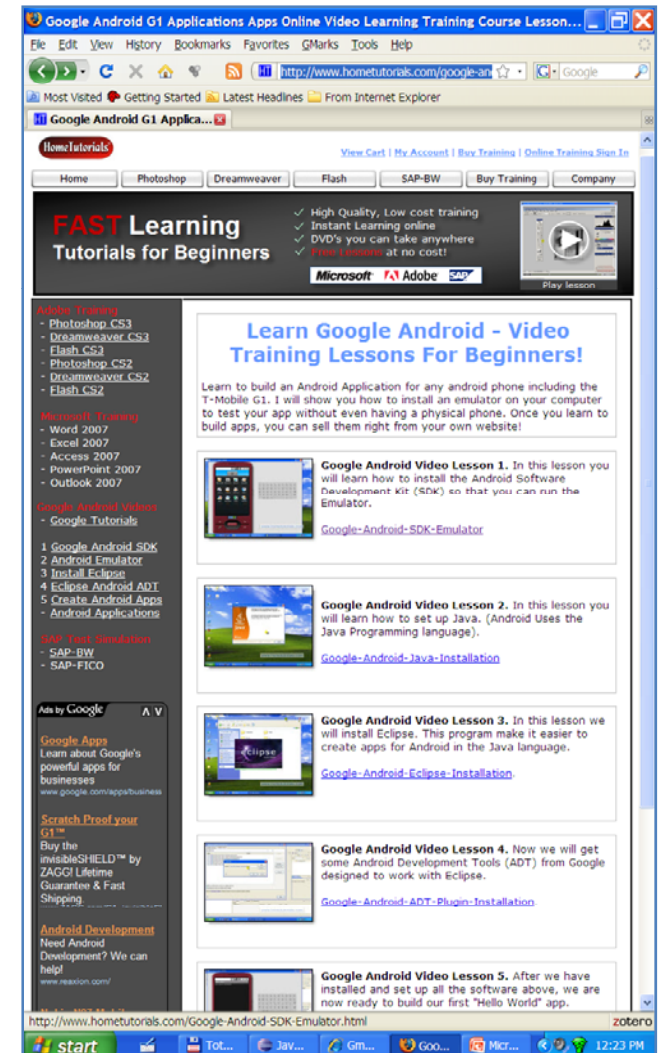 Google Android G1 Applications Apps Online Video Learning Training Course Lesson...
File Edit View History Bookmarks Favorites GMarks Tools Help
http://www.hometutorials.com/google-an
Google
Most Visited Getting Started Latest Headlines From Internet Explorer
Google Android G1 Applica...
HomeTutorials
View Cart | My Account | Buy Training | Online Training Sign In
Home Photoshop Dreamweaver Flash SAP-BW Buy Training Company
FAST Learning
Tutorials for Beginners
✓ High Quality, Low cost training
✓ Instant Learning online
✓ DVD's you can take anywhere
✓ Free Lessons at no cost!
Microsoft Adobe SAP
Play lesson
Adobe Training
- Photoshop CS3
- Dreamweaver CS3
- Flash CS3
- Photoshop CS2
- Dreamweaver CS2
- Flash CS2
Microsoft Training
- Word 2007
- Excel 2007
- Access 2007
- PowerPoint 2007
- Outlook 2007
Google Android Videos
- Google Tutorials
1 Google Android SDK
2 Android Emulator
3 Install Eclipse
4 Eclipse Android ADT
5 Create Android Apps
- Android Applications
SAP Test Simulation
- SAP-BW
- SAP-FICO
Ads by Google
Google Apps
Learn about Google's
powerful apps for
businesses
www.google.com/apps/business
Scratch Proof your
G1™
Buy the
invisibleSHIELD™ by
ZAGG! Lifetime
Guarantee & Fast
Shipping.
Android Development
Need Android
Development? We can
help!
www.reaxion.com/
Learn Google Android - Video
Training Lessons For Beginners!
Learn to build an Android Application for any android phone including the
T-Mobile G1. I will show you how to install an emulator on your computer
to test your app without even having a physical phone. Once you learn to
build apps, you can sell them right from your own website!
Google Android Video Lesson 1. In this lesson you
will learn how to install the Android Software
Development Kit (SDK) so that you can run the
Emulator.
Google-Android-SDK-Emulator
Google Android Video Lesson 2. In this lesson you
will learn how to set up Java. (Android Uses the
Java Programming language).
Google-Android-Java-Installation
eclipse
Google Android Video Lesson 3. In this lesson we
will install Eclipse. This program make it easier to
create apps for Android in the Java language.
Google-Android-Eclipse-Installation.
Google Android Video Lesson 4. Now we will get
some Android Development Tools (ADT) from Google
designed to work with Eclipse.
Google-Android-ADT-Plugin-Installation.
Google Android Video Lesson 5. After we have
installed and set up all the software above, we are
now ready to build our first "Hello World" app.
http://www.hometutorials.com/Google-Android-SDK-Emulator.html
zotero
start Tot... Jav... Gm... Goo... Micr... 12:23 PM